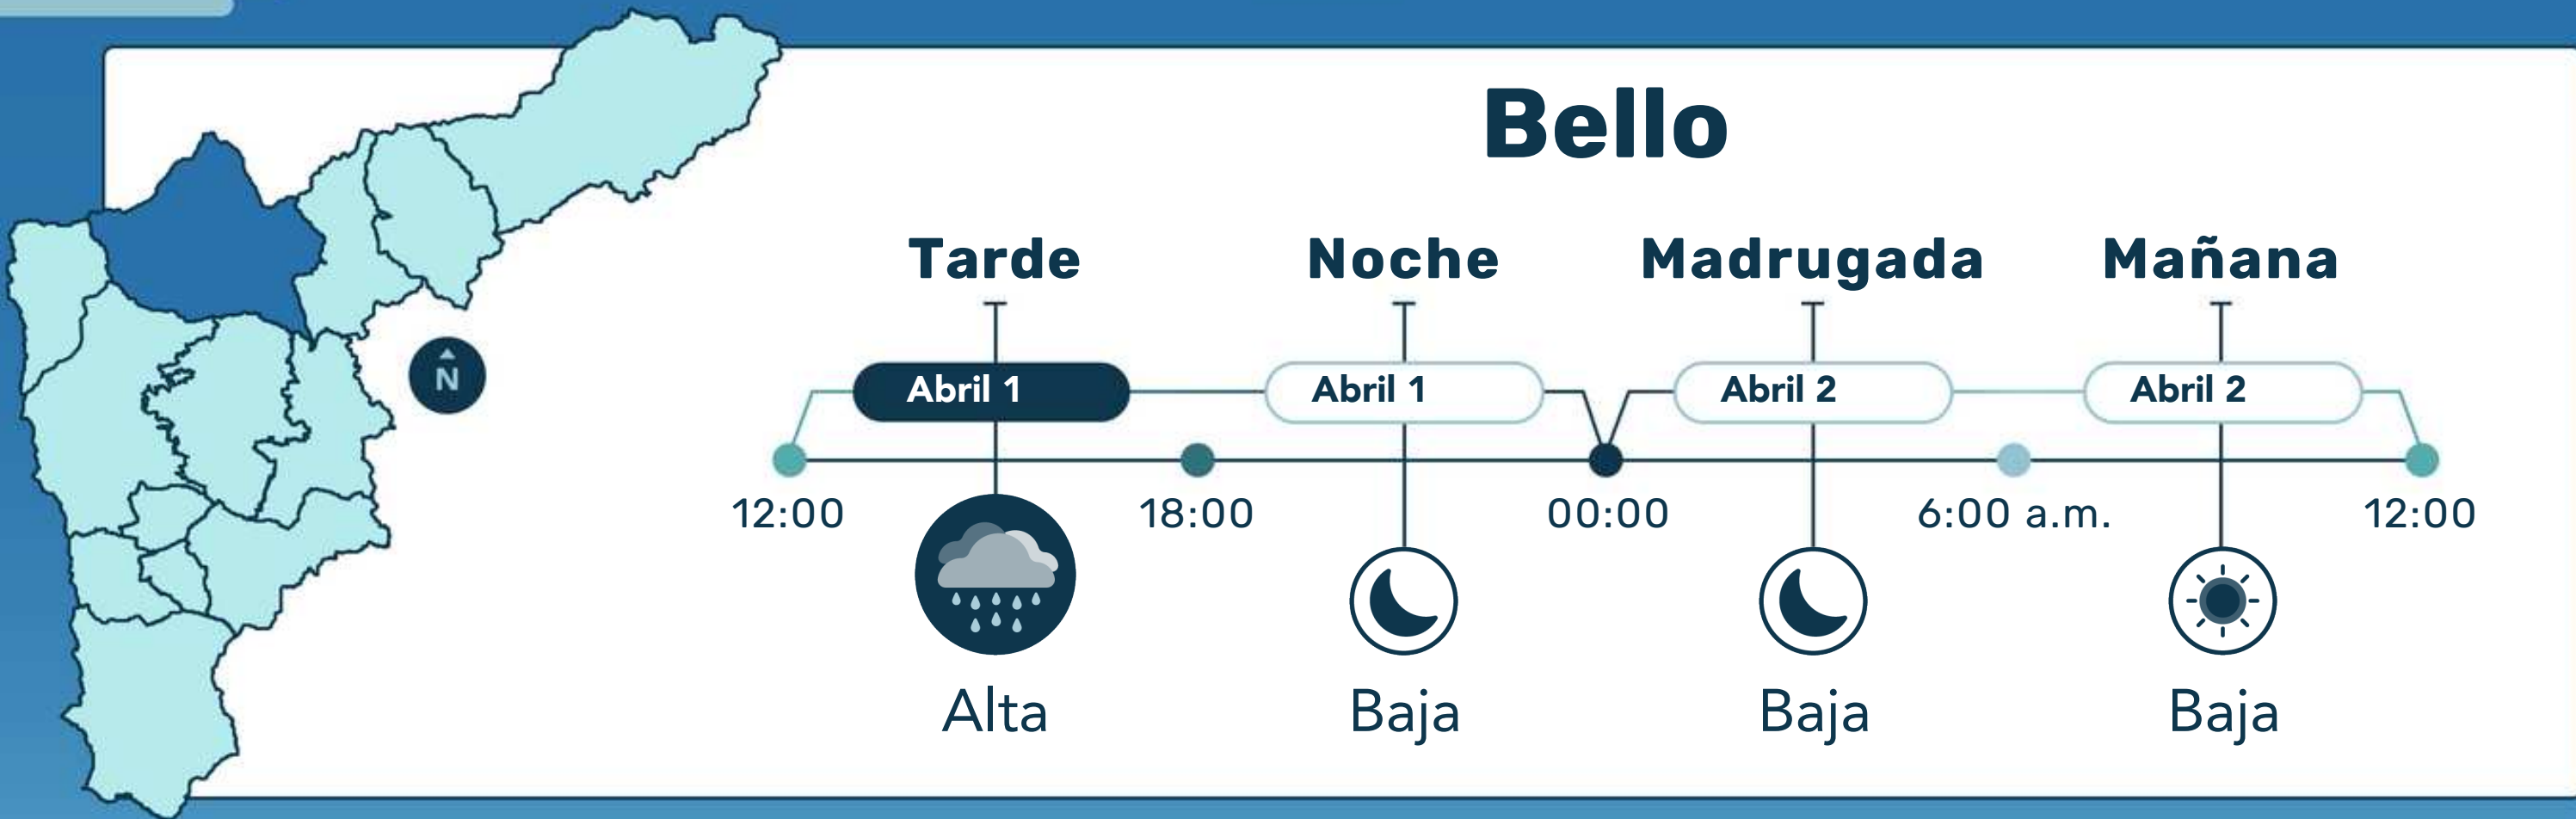 Bello
Tarde Noche Madrugada Mañana
N
Abril 1 Abril 1 Abril 2 Abril 2
12:00 18:00 00:00 6:00 a.m. 12:00
Alta Baja Baja Baja